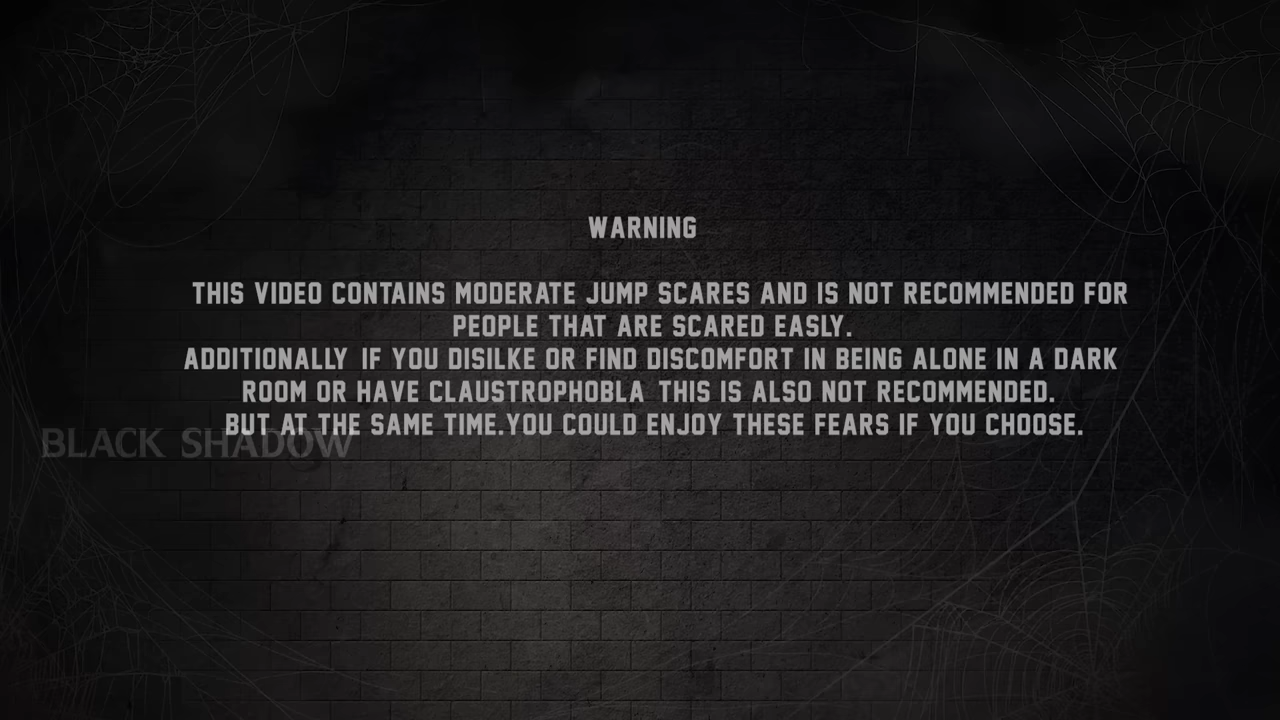 WARNING
THIS VIDEO CONTAINS MODERATE JUMP SCARES AND IS NOT RECOMMENDED FOR
PEOPLE THAT ARE SCARED EASLY.
ADDITIONALLY IF YOU DISILKE OR FIND DISCOMFORT IN BEING ALONE IN A DARK
ROOM OR HAVE CLAUSTROPHOBLA THIS IS ALSO NOT RECOMMENDED.
BUT AT THE SAME TIME.YOU COULD ENJOY THESE FEARS IF YOU CHOOSE.
BLACK SHADOW